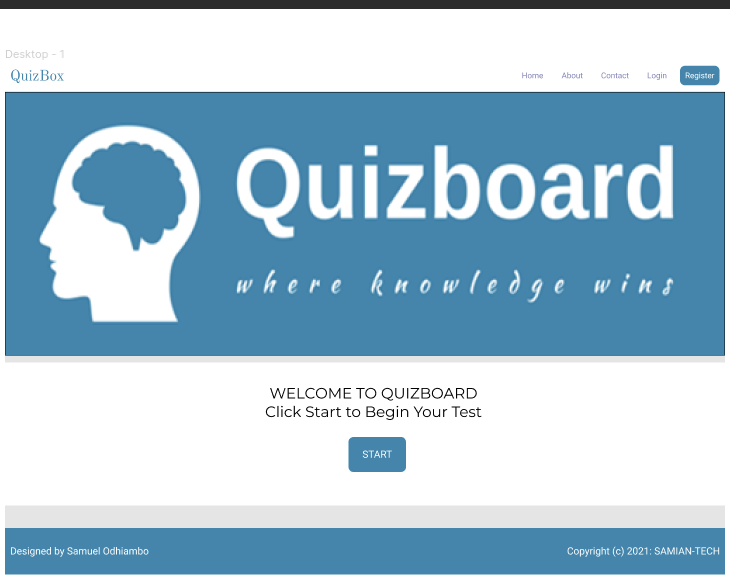 Desktop – 1
QuizBox
Home About Contact Login Register
Quizboard
where knowledge wins
WELCOME TO QUIZBOARD
Click Start to Begin Your Test
START
Designed by Samuel Odhiambo
Copyright (c) 2021: SAMIAN-TECH